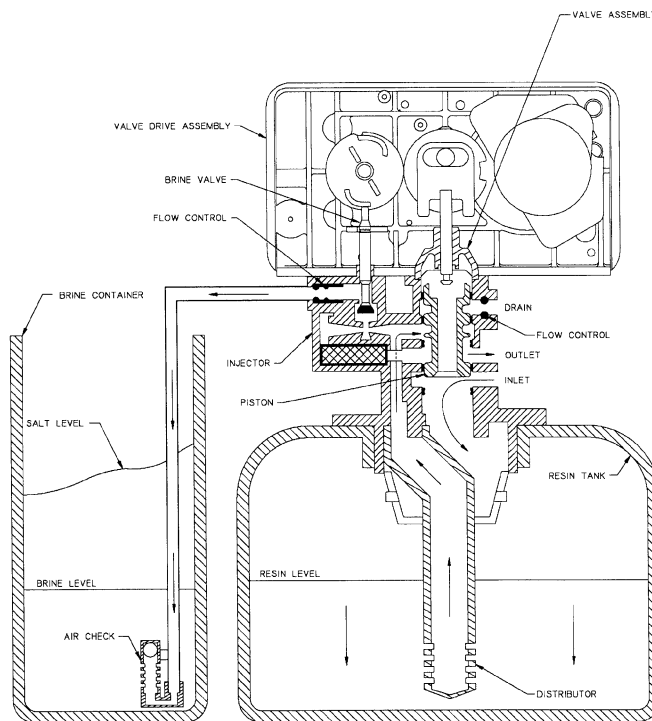 VALVE ASSEMBLY
VALVE DRIVE ASSEMBLY
BRINE VALVE
FLOW CONTROL
BRINE CONTAINER
DRAIN
FLOW CONTROL
INJECTOR
OUTLET
INLET
PISTON
SALT LEVEL
RESIN TANK
BRINE LEVEL
RESIN LEVEL
AIR CHECK
DISTRIBUTOR